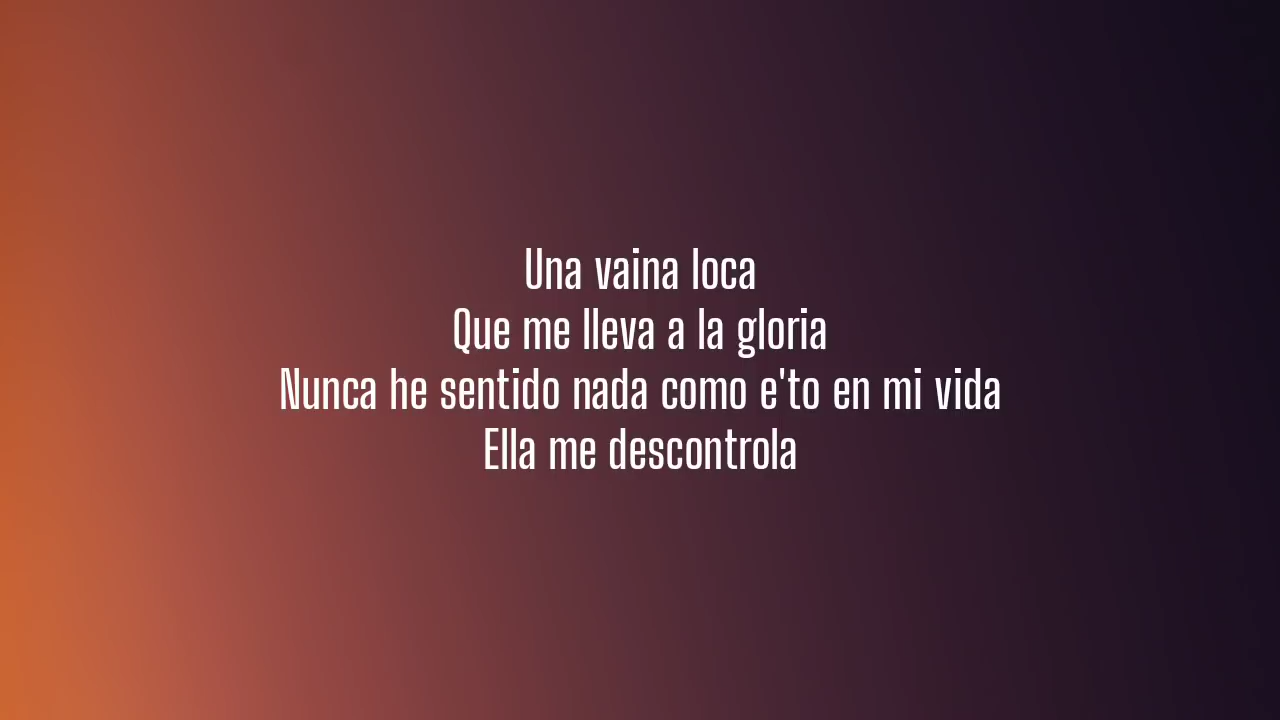 Una vaina loca
Que me lleva a la gloria
Nunca he sentido nada como e'to en mi vida
Ella me descontrola